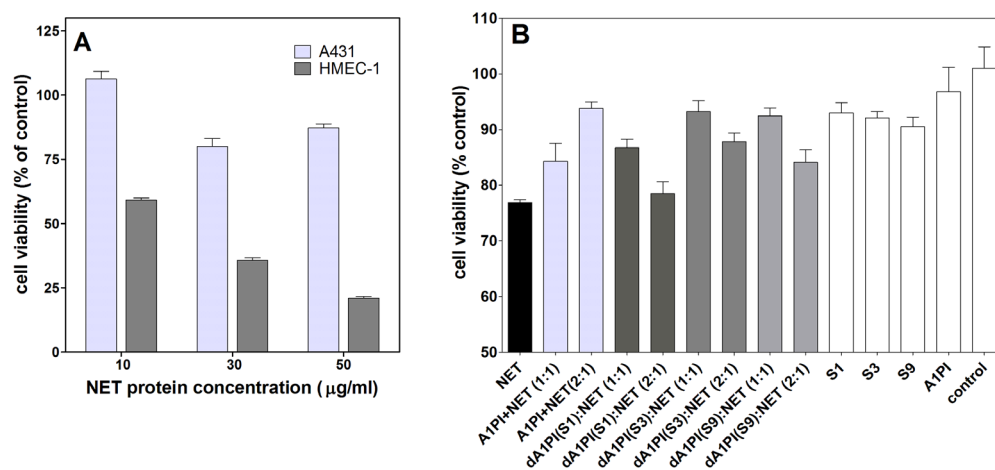 A
A431
HMEC-1
cell viability (% of control)
125
100
75
50
25
0
10
30
50
NET protein concentration ( μg/ml)
B
cell viability (% control)
110
100
90
80
70
60
50
NET
A1PI+NET (1:1)
A1PI+NET(2:1)
dA1PI(S1):NET (1:1)
dA1PI(S1):NET (2:1)
dA1PI(S3):NET (1:1)
dA1PI(S3):NET (2:1)
dA1PI(S9):NET (1:1)
dA1PI(S9):NET (2:1)
S1
S3
S9
A1PI
control